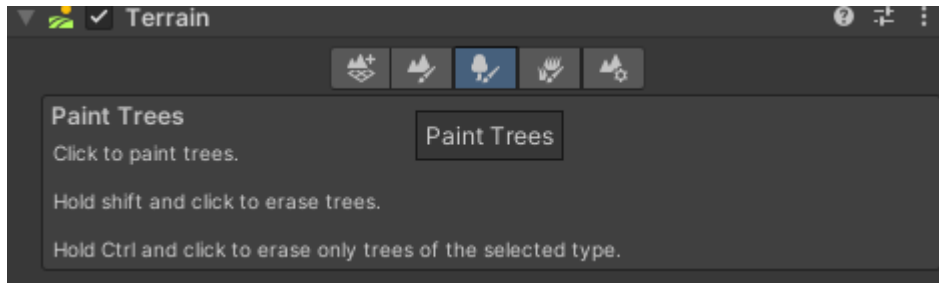 Terrain
Paint Trees
Paint Trees
Click to paint trees.
Hold shift and click to erase trees.
Hold Ctrl and click to erase only trees of the selected type.